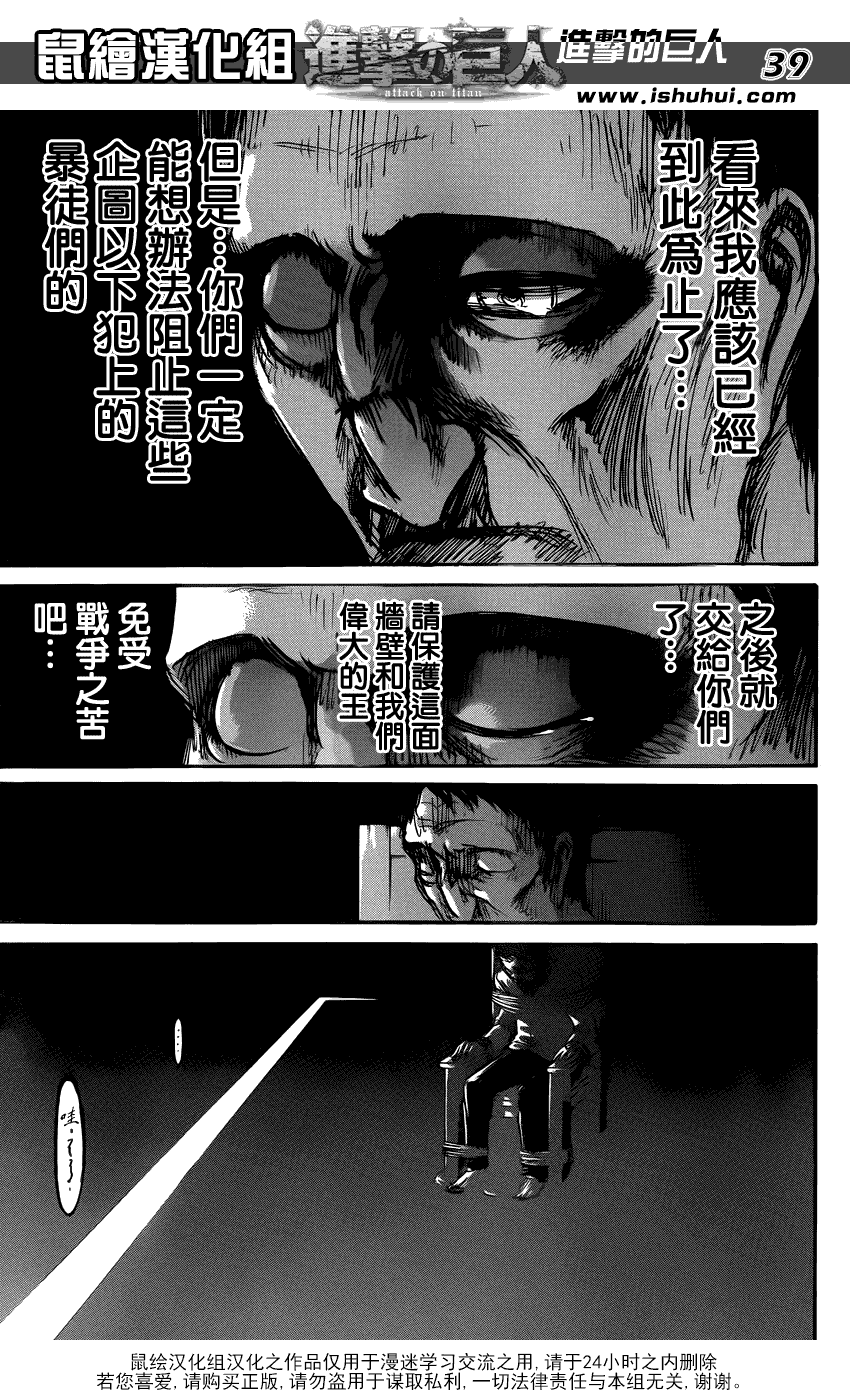 鼠繪漢化組
進撃の巨人
attack on titan
進擊的巨人
39
www.ishuhui.com
看來我應該已經
到此為止了…
但是…你們一定
能想辦法阻止這些
企圖以下犯上的
暴徒們的
之後就
交給你們
了…
請保護這面
牆壁和我們
偉大的王
免受
戰爭之苦
吧…
……
鼠绘汉化组汉化之作品仅用于漫迷学习交流之用,请于24小时之内删除
若您喜爱,请购买正版,请勿盗用于谋取私利,一切法律责任与本组无关,谢谢。